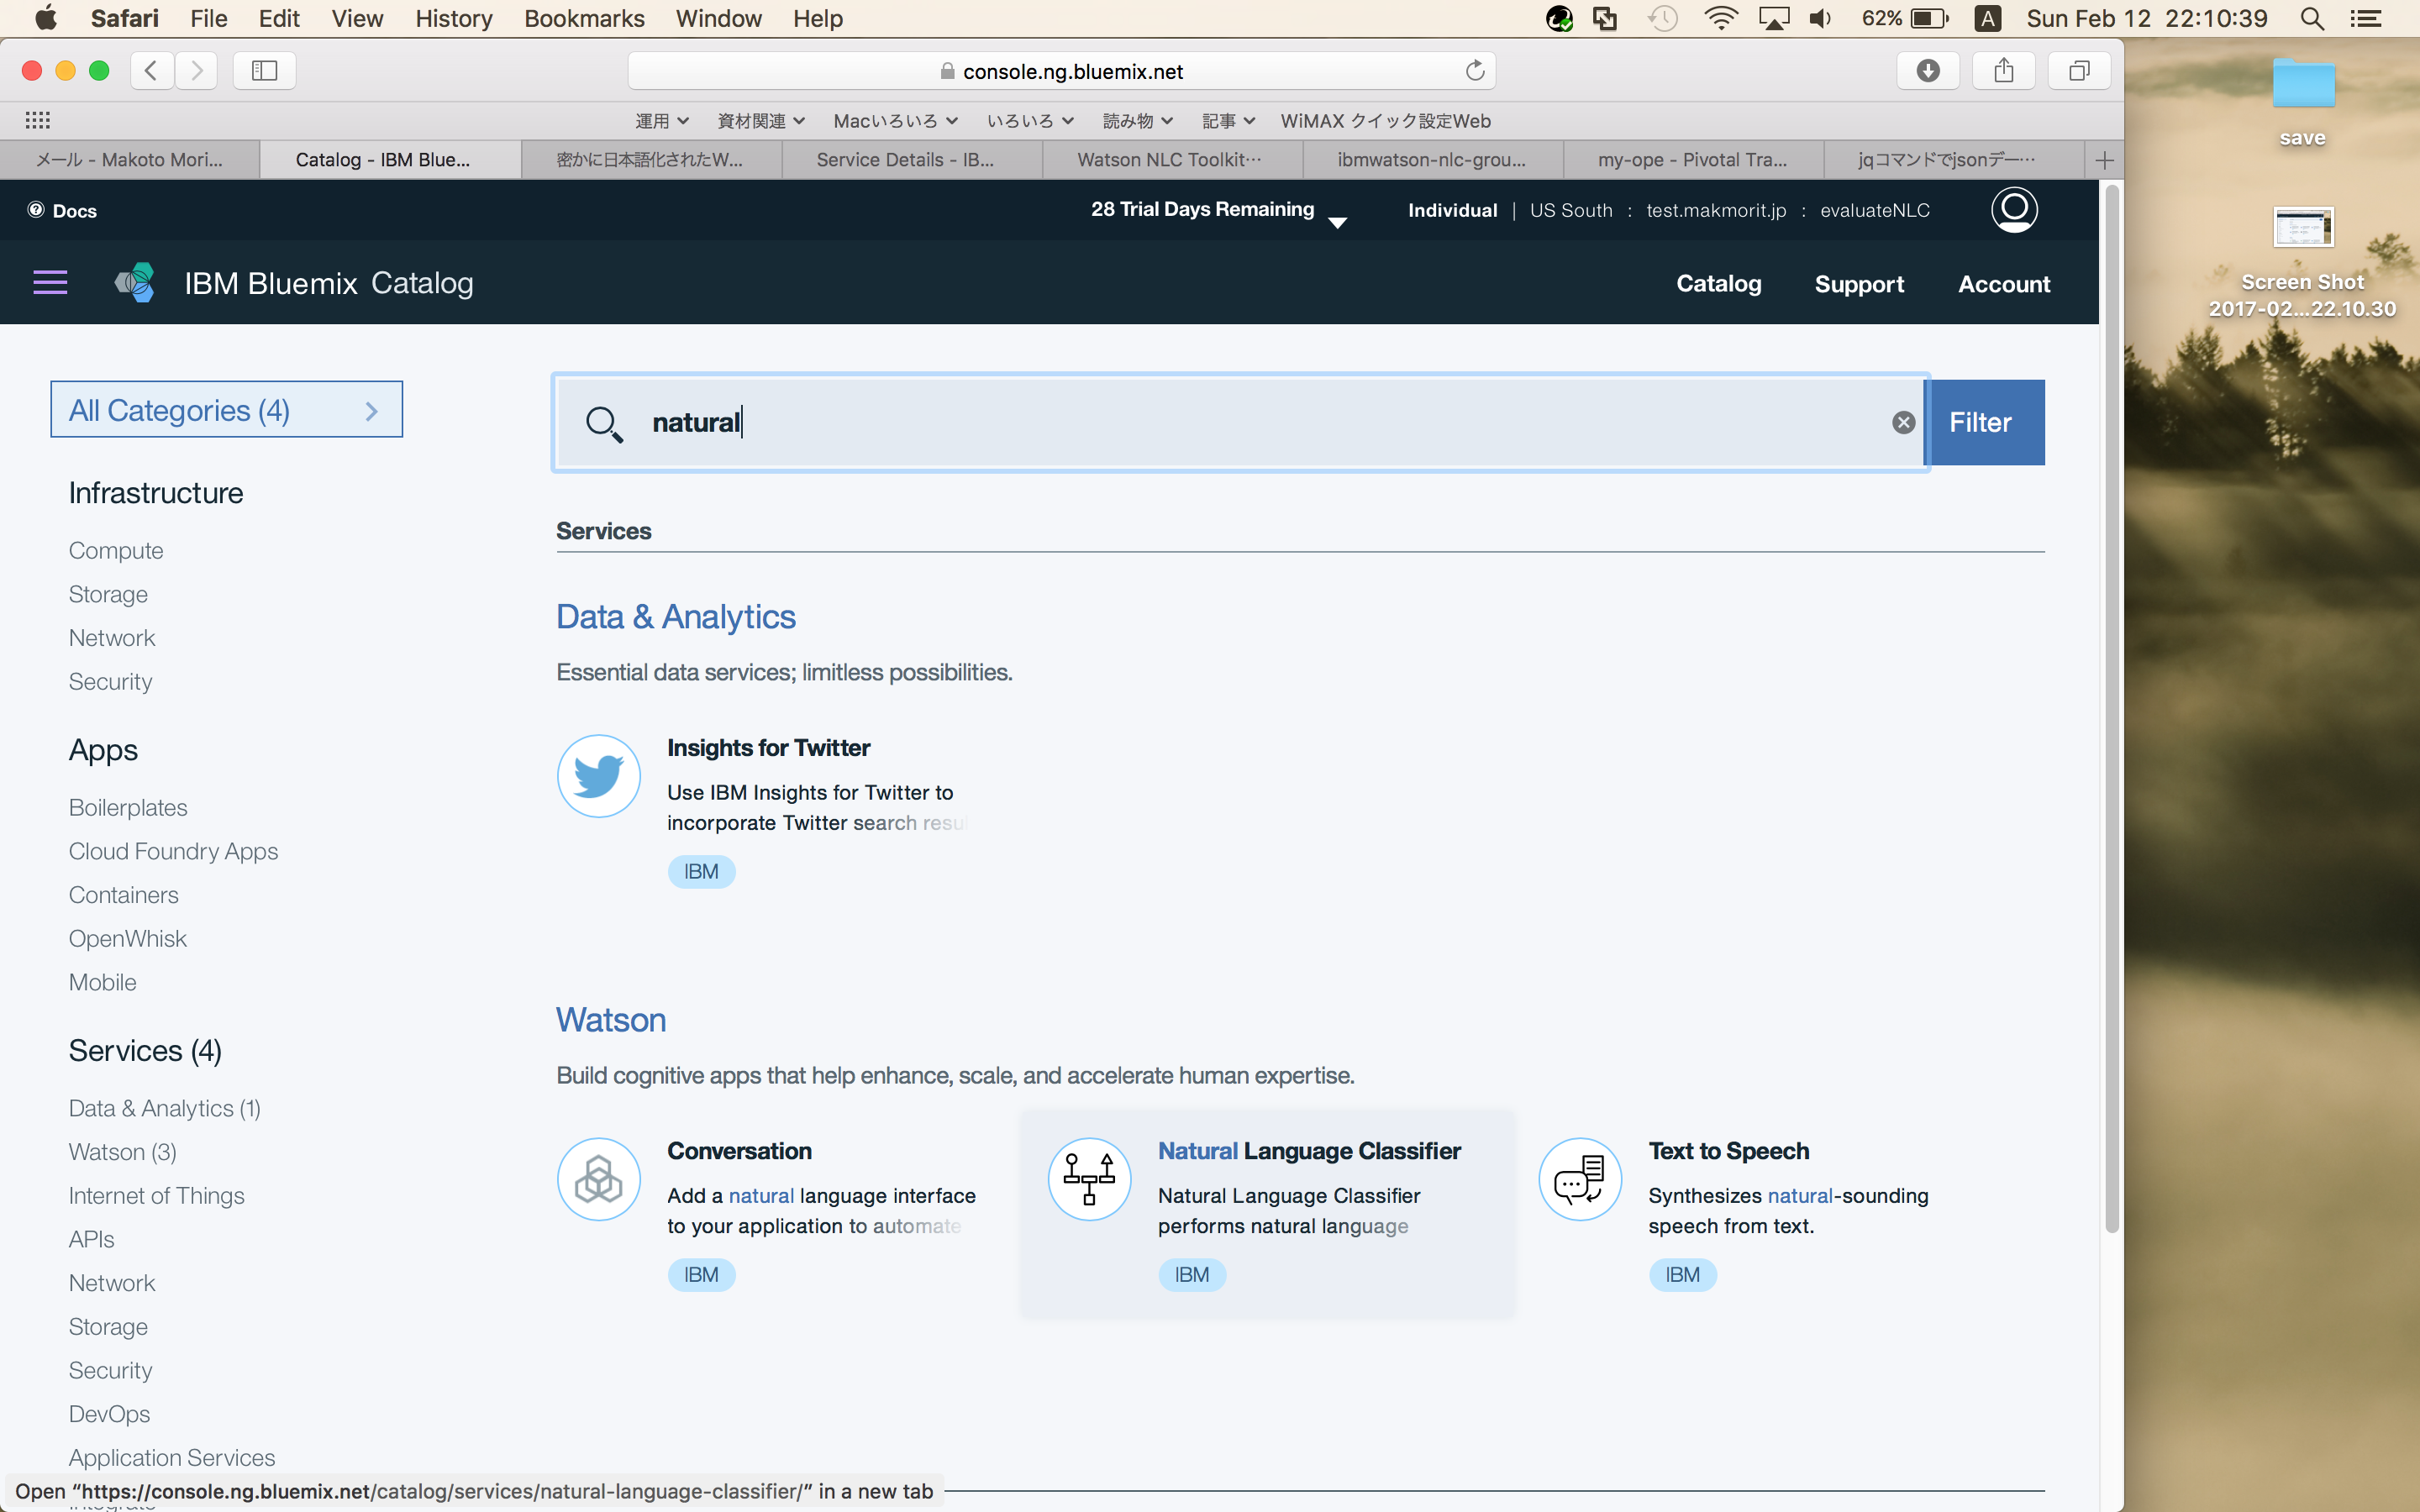 Safari File Edit View History Bookmarks Window Help 62% A Sun Feb 12 22:10:39
console.ng.bluemix.net
運用 資材関連 Macいろいろ いろいろ 読み物 記事 WiMAX クイック設定Web
メール - Makoto Mori... Catalog - IBM Blue... 密かに日本語化されたW... Service Details - IB... Watson NLC Toolkit... ibmwatson-nlc-grou... my-ope - Pivotal Tra... jqコマンドでjsonデー...
save
Screen Shot
2017-02...22.10.30
Docs 28 Trial Days Remaining Individual | US South : test.makmorit.jp : evaluateNLC
IBM Bluemix Catalog Catalog Support Account
All Categories (4)
Infrastructure
Compute
Storage
Network
Security
Apps
Boilerplates
Cloud Foundry Apps
Containers
OpenWhisk
Mobile
Services (4)
Data & Analytics (1)
Watson (3)
Internet of Things
APIs
Network
Storage
Security
DevOps
Application Services
natural
Filter
Services
Data & Analytics
Essential data services; limitless possibilities.
Insights for Twitter
Use IBM Insights for Twitter to
incorporate Twitter search resu
IBM
Watson
Build cognitive apps that help enhance, scale, and accelerate human expertise.
Conversation
Add a natural language interface
to your application to automate
IBM
Natural Language Classifier
Natural Language Classifier
performs natural language
IBM
Text to Speech
Synthesizes natural-sounding
speech from text.
IBM
Open “https://console.ng.bluemix.net/catalog/services/natural-language-classifier/” in a new tab